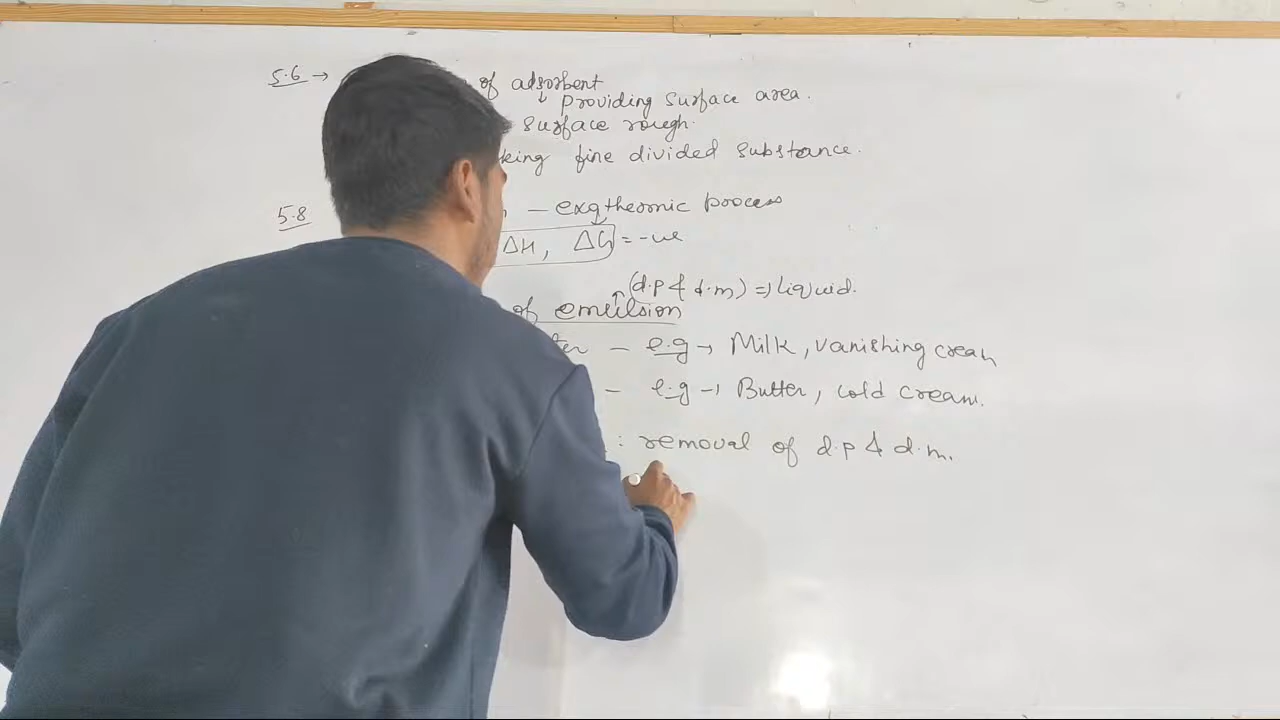 5.6 → of adsorbent
↓ providing surface area.
surface rough.
king fine divided substance.
5.8 – exothermic process
ΔH, ΔG = -ve
(d.p & d.m) => liquid.
of emulsion
– e.g → Milk, vanishing cream
– e.g → Butter, cold cream.
: removal of d.p & d.m.